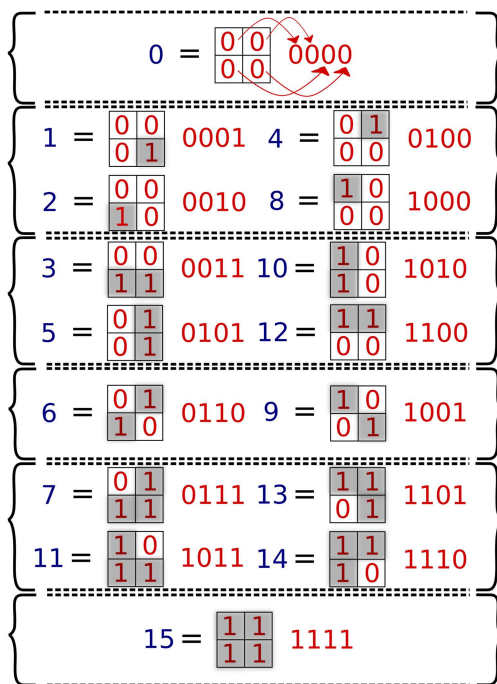 0 = 0 0 0000
0 0
1 = 0 0 0001 4 = 0 1 0100
0 1 0 0
2 = 0 0 0010 8 = 1 0 1000
1 0 0 0
3 = 0 0 0011 10 = 1 0 1010
1 1 1 0
5 = 0 1 0101 12 = 1 1 1100
0 1 0 0
6 = 0 1 0110 9 = 1 0 1001
1 0 0 1
7 = 0 1 0111 13 = 1 1 1101
1 1 0 1
11 = 1 0 1011 14 = 1 1 1110
1 1 1 0
15 = 1 1 1111
1 1